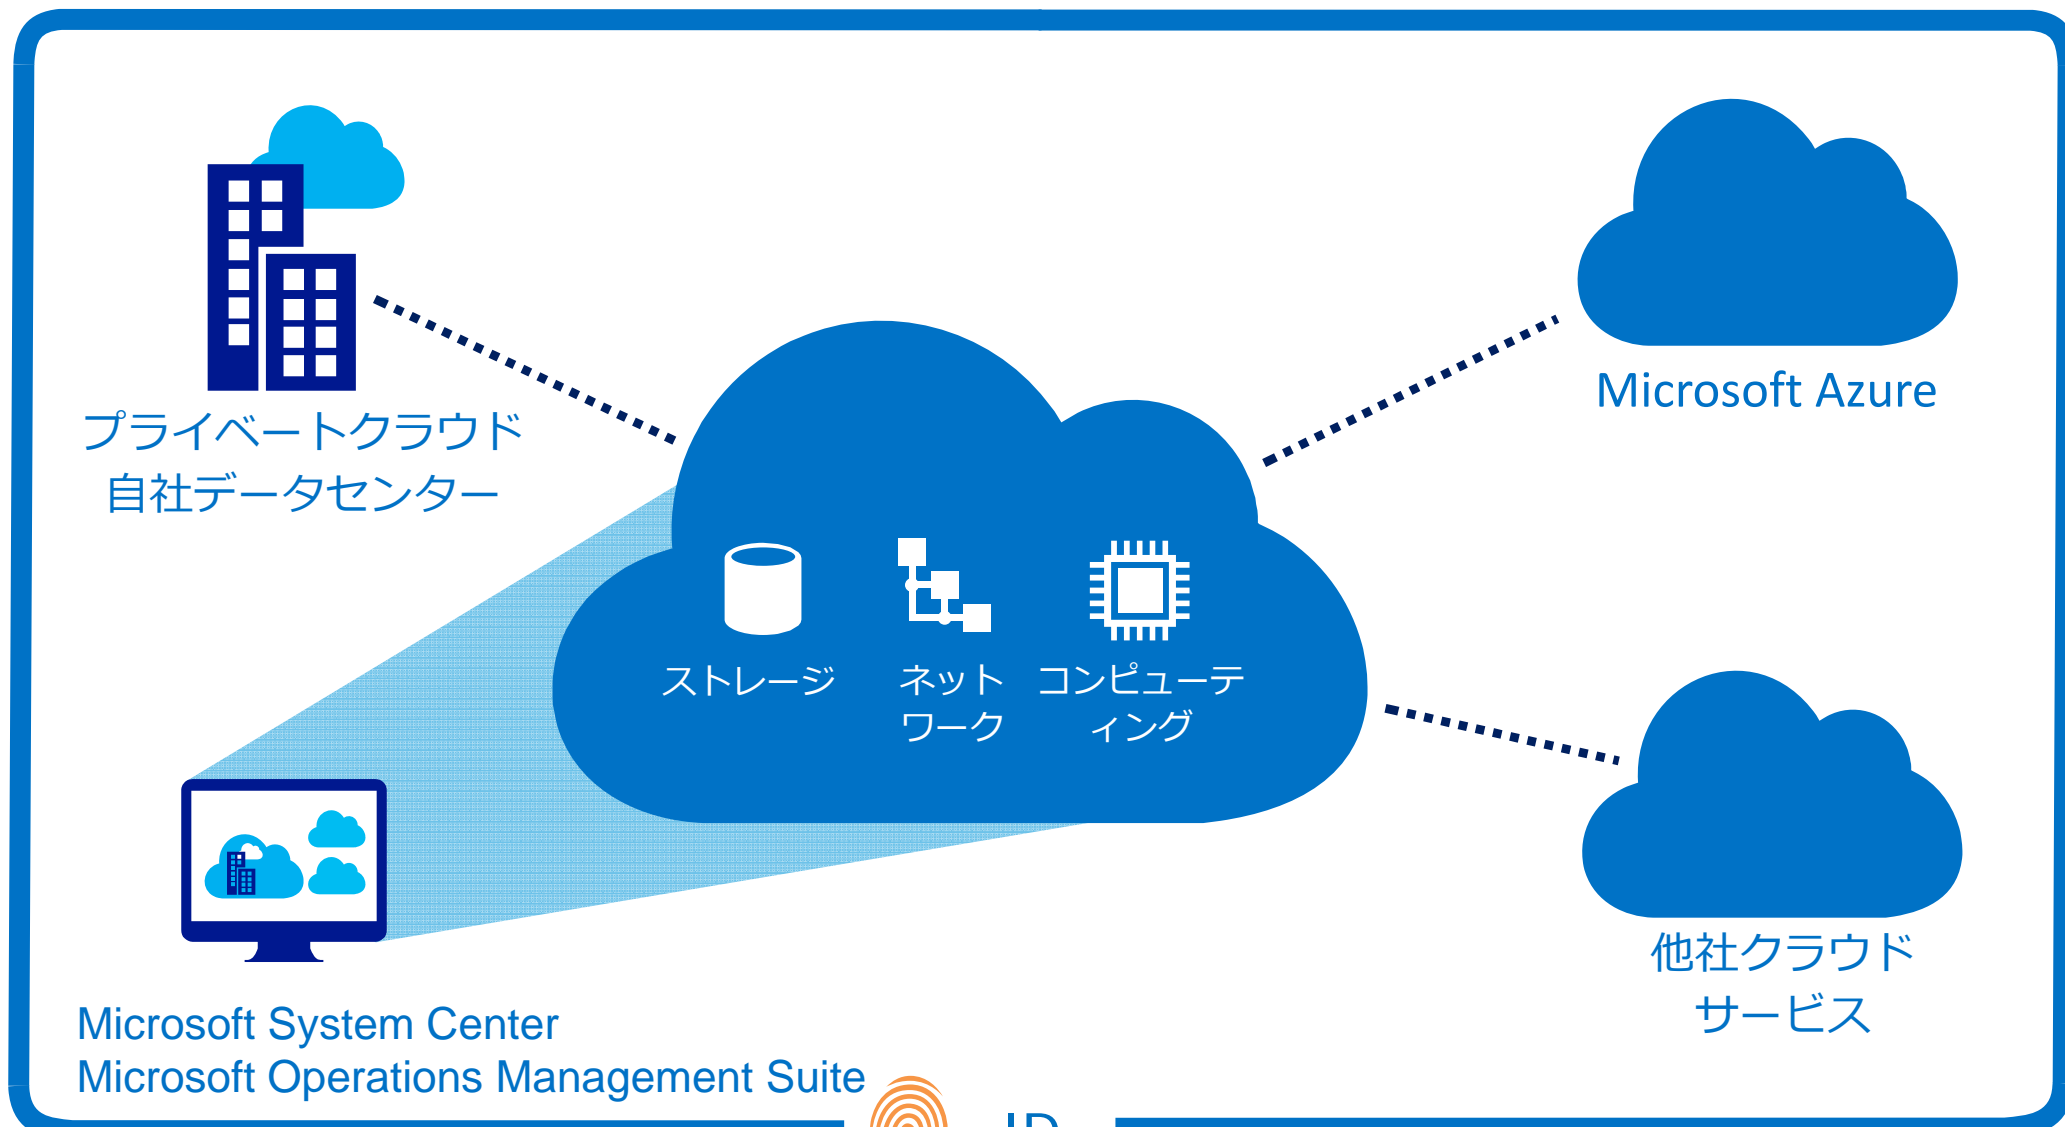 プライベートクラウド
自社データセンター
Microsoft Azure
ストレージ
ネット
ワーク
コンピューテ
ィング
他社クラウド
サービス
Microsoft System Center
Microsoft Operations Management Suite
ID